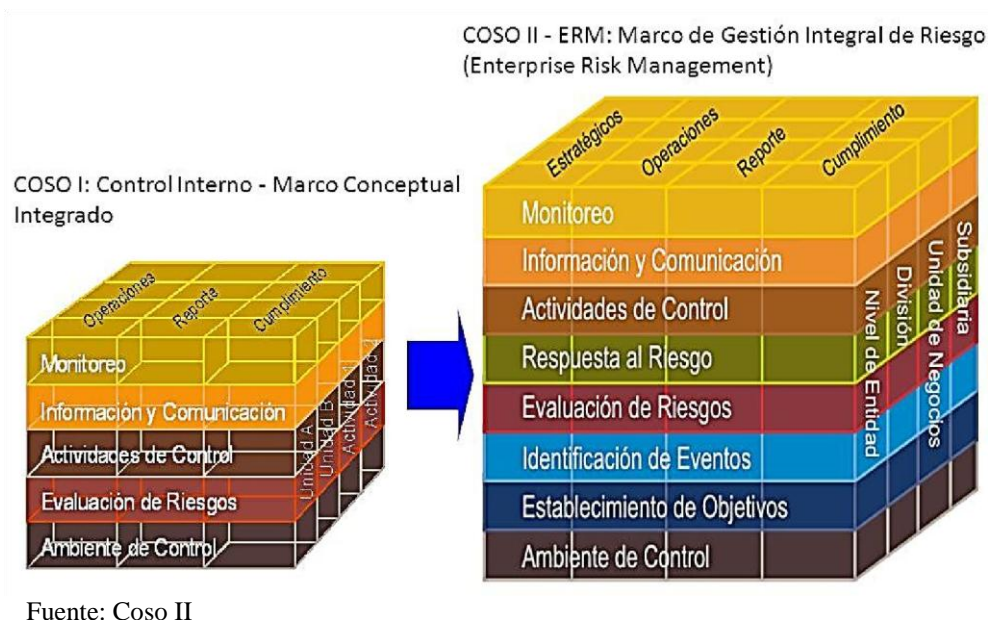 COSO II - ERM: Marco de Gestión Integral de Riesgo
(Enterprise Risk Management)
COSO I: Control Interno - Marco Conceptual
Integrado
Operaciones
Reporte
Cumplimiento
Monitoreo
Información y Comunicación
Actividades de Control
Evaluación de Riesgos
Ambiente de Control
Unidad A
Unidad B
Actividad 1
Actividad 2
Estratégicos
Operaciones
Reporte
Cumplimiento
Monitoreo
Información y Comunicación
Actividades de Control
Respuesta al Riesgo
Evaluación de Riesgos
Identificación de Eventos
Establecimiento de Objetivos
Ambiente de Control
Nivel de Entidad
División
Unidad de Negocios
Subsidiaria
Fuente: Coso II